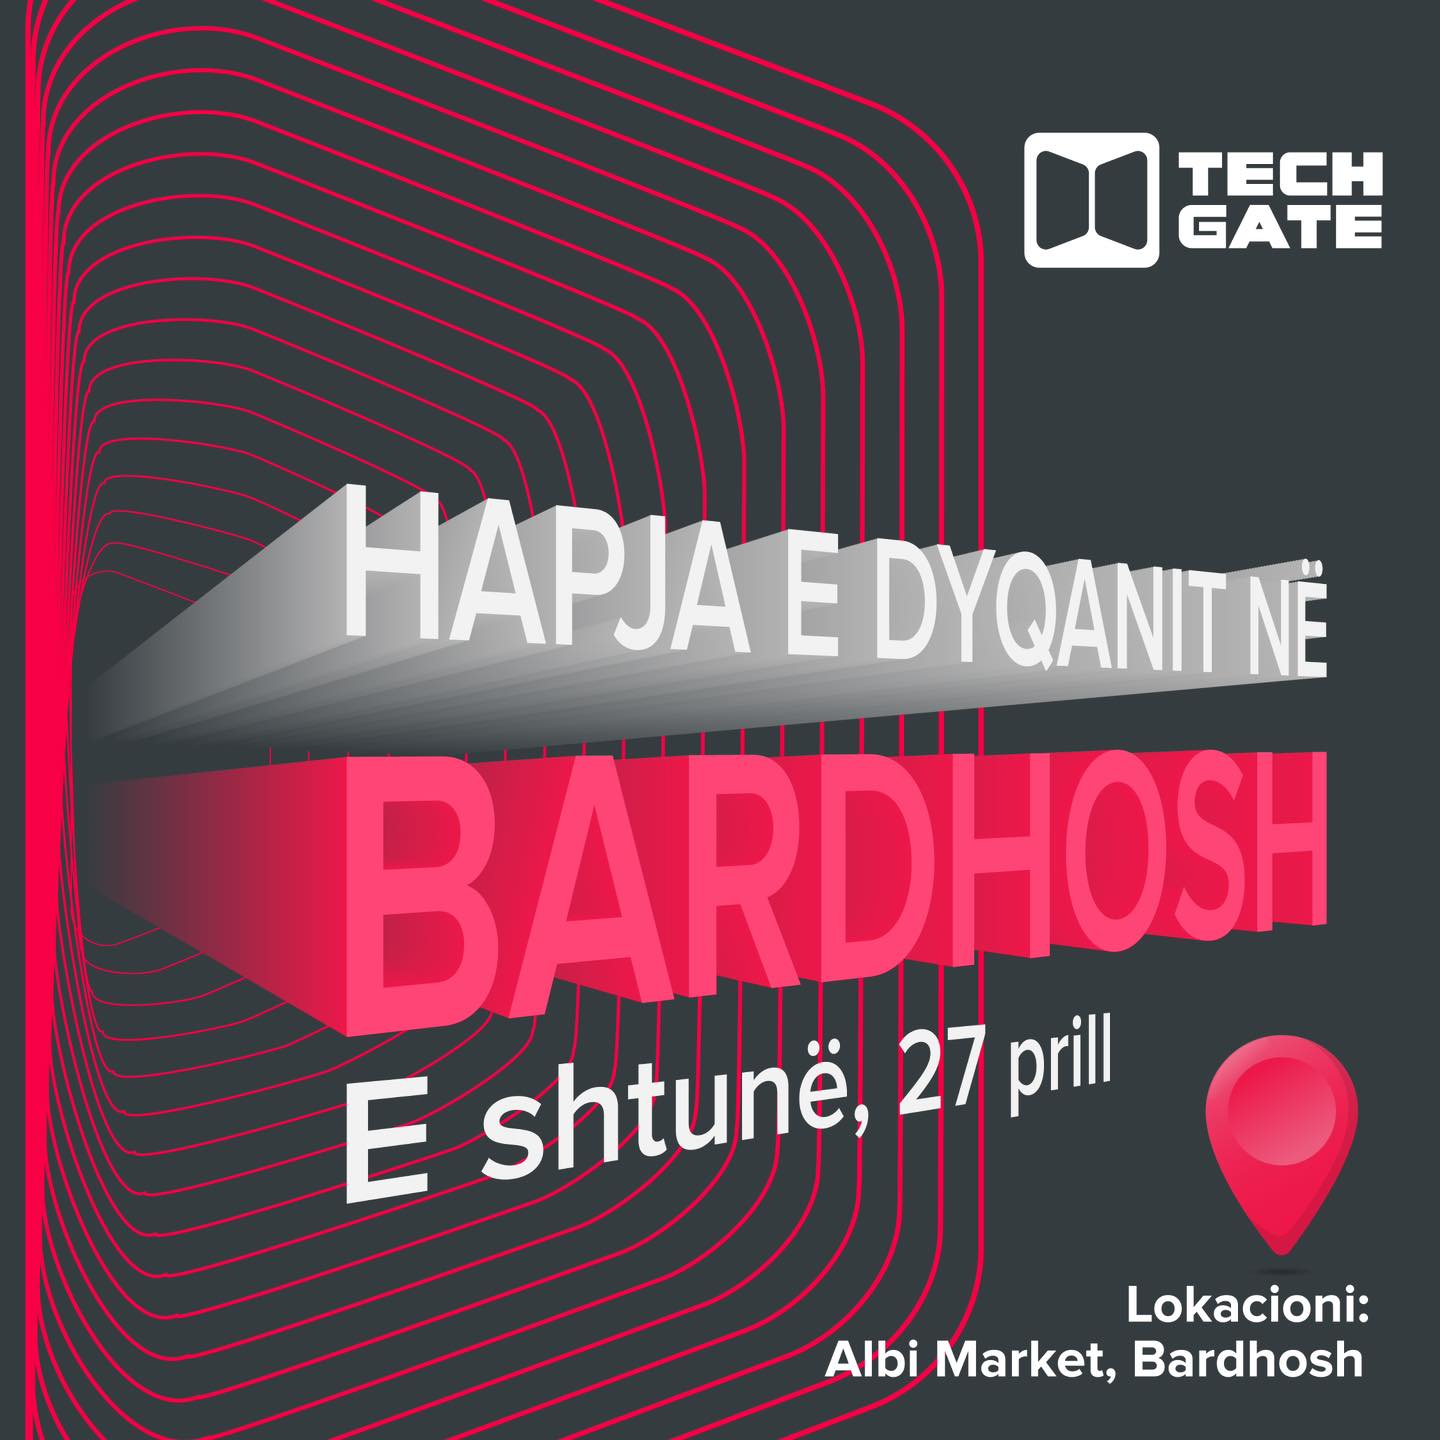 TECH
GATE
HAPJA E DYQANIT NË
BARDHOSH
E shtunë, 27 prill
Lokacioni:
Albi Market, Bardhosh